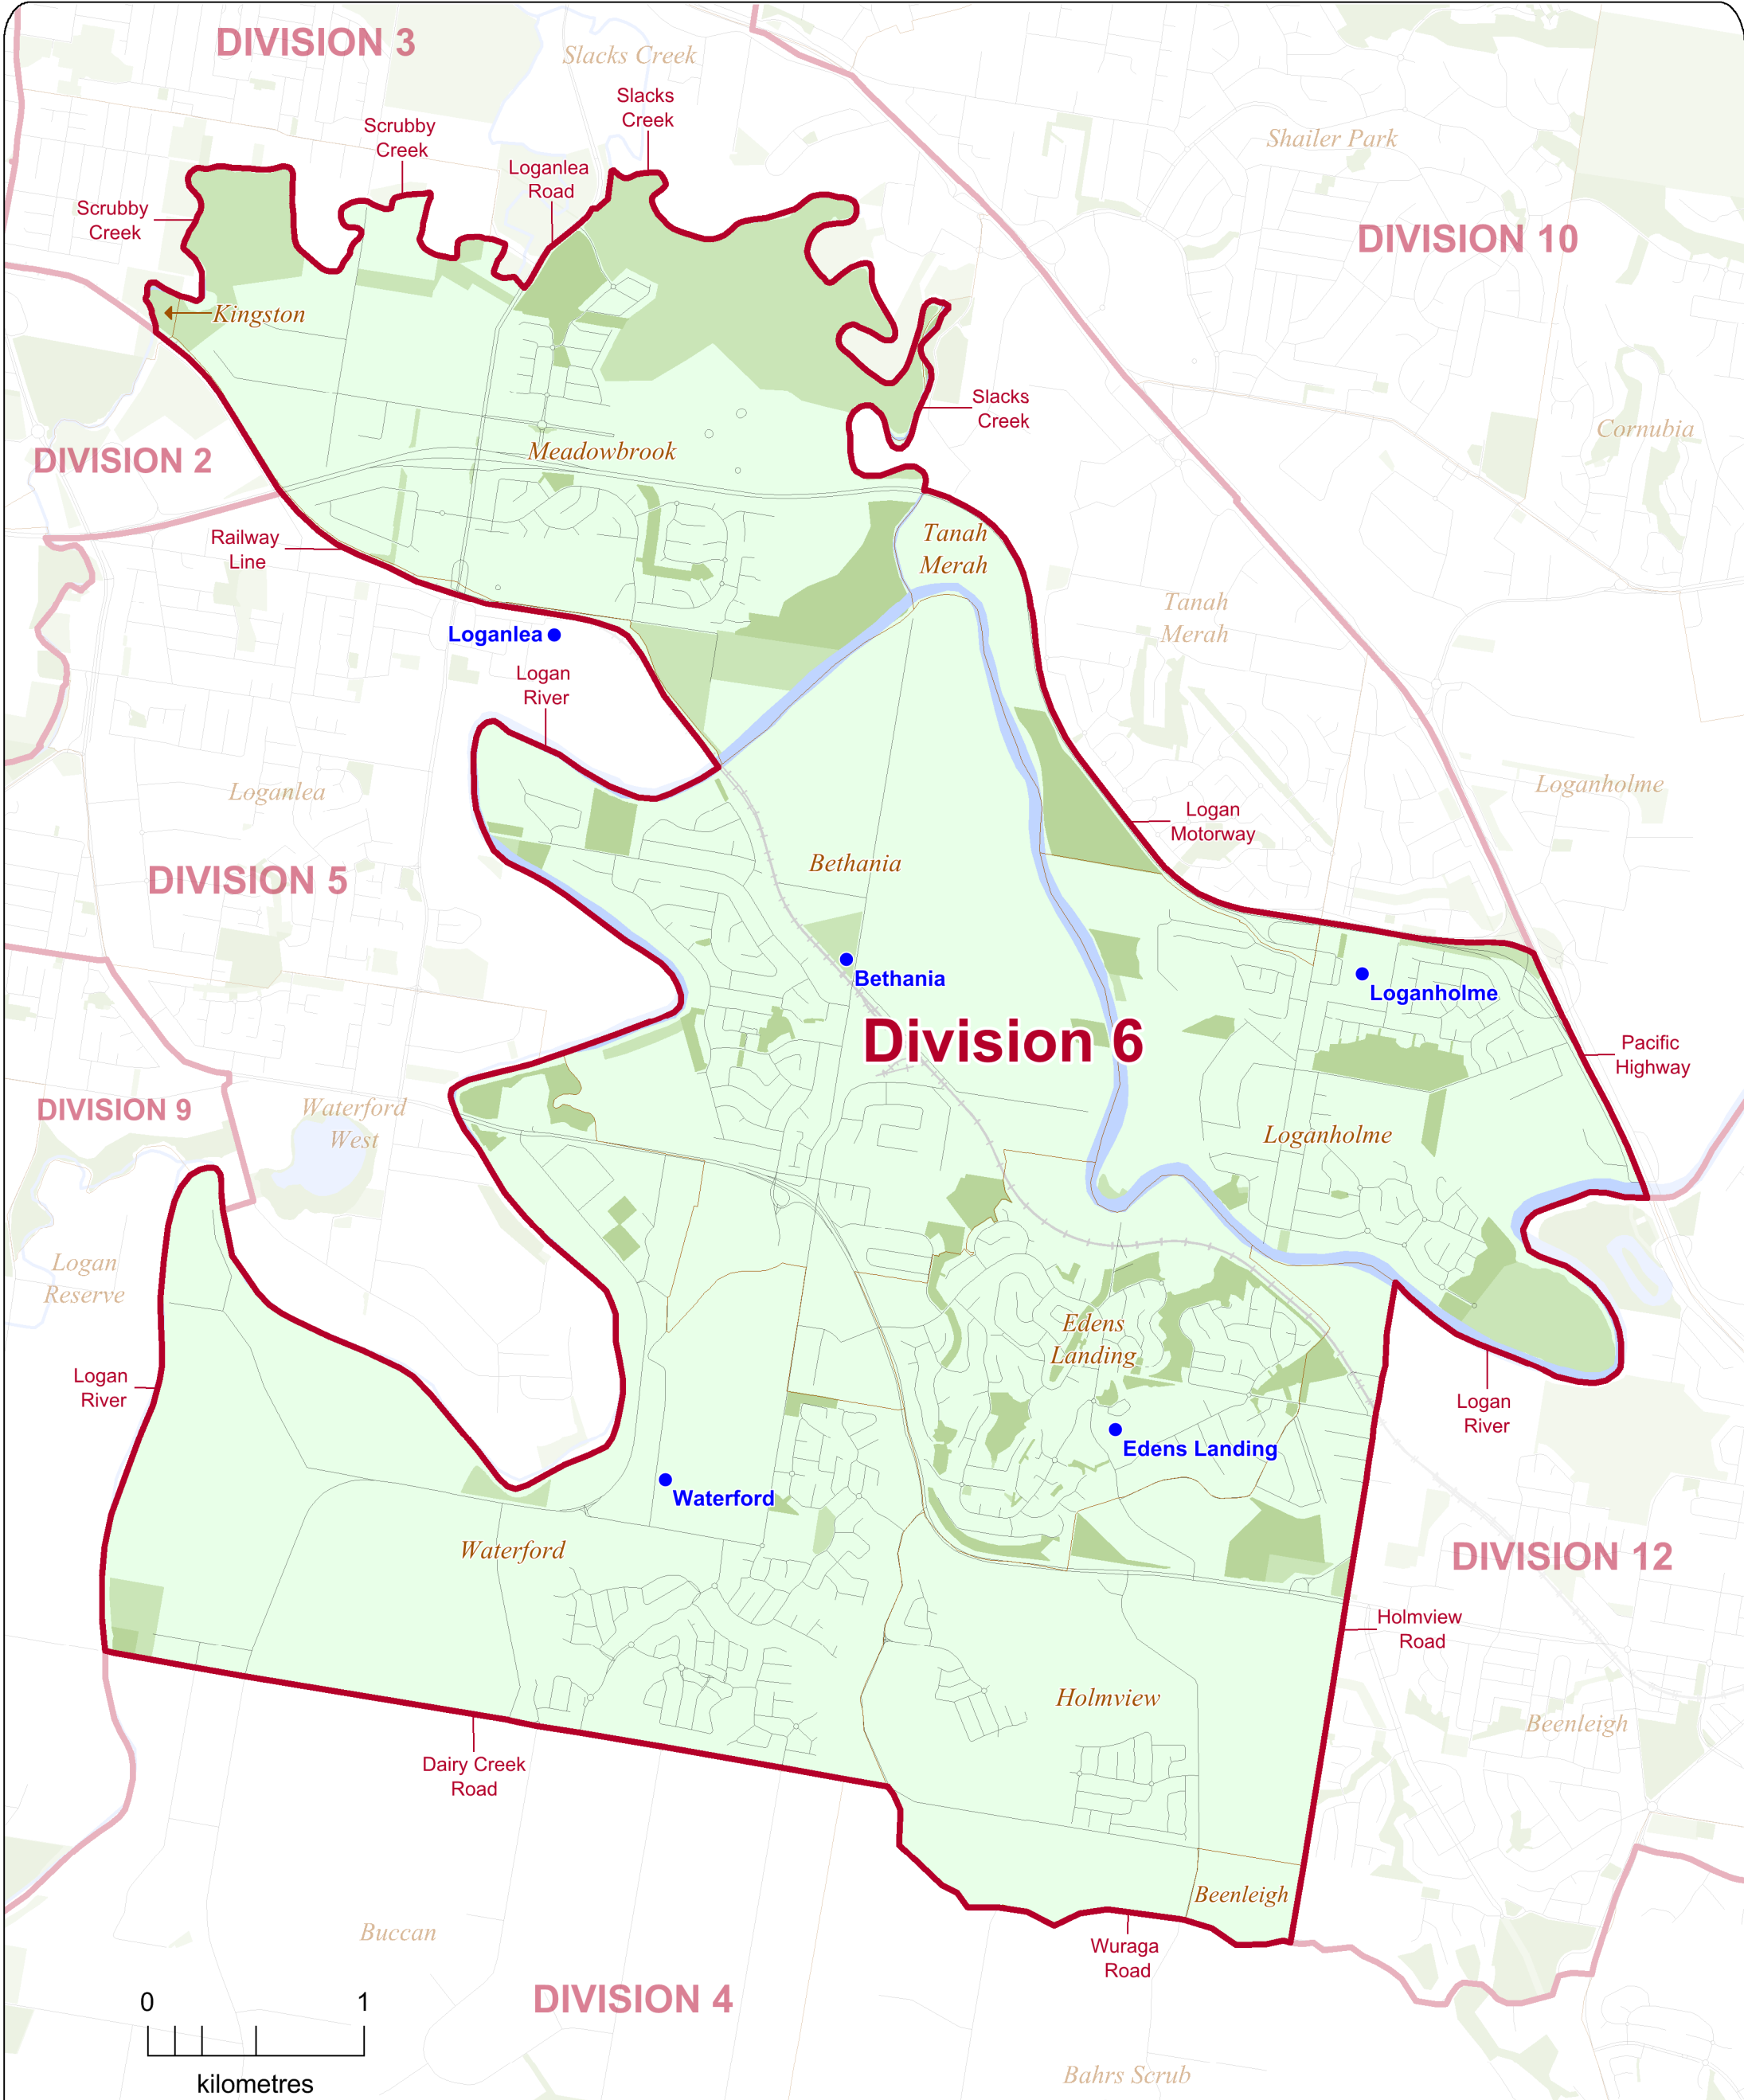 DIVISION 3
Slacks Creek
Slacks
Creek
Scrubby
Creek
Shailer Park
Loganlea
Road
Scrubby
Creek
DIVISION 10
Kingston
Slacks
Creek
Cornubia
DIVISION 2
Meadowbrook
Tanah
Merah
Railway
Line
Tanah
Merah
Loganlea
Logan
River
Loganlea
Loganholme
Logan
Motorway
Bethania
DIVISION 5
Bethania
Loganholme
Division 6
Pacific
Highway
DIVISION 9
Waterford
West
Loganholme
Logan
Reserve
Edens
Landing
Logan
River
Logan
River
Edens Landing
Waterford
Waterford
DIVISION 12
Holmview
Road
Holmview
Beenleigh
Dairy Creek
Road
Beenleigh
Buccan
Wuraga
Road
DIVISION 4
0 1
kilometres
Bahrs Scrub